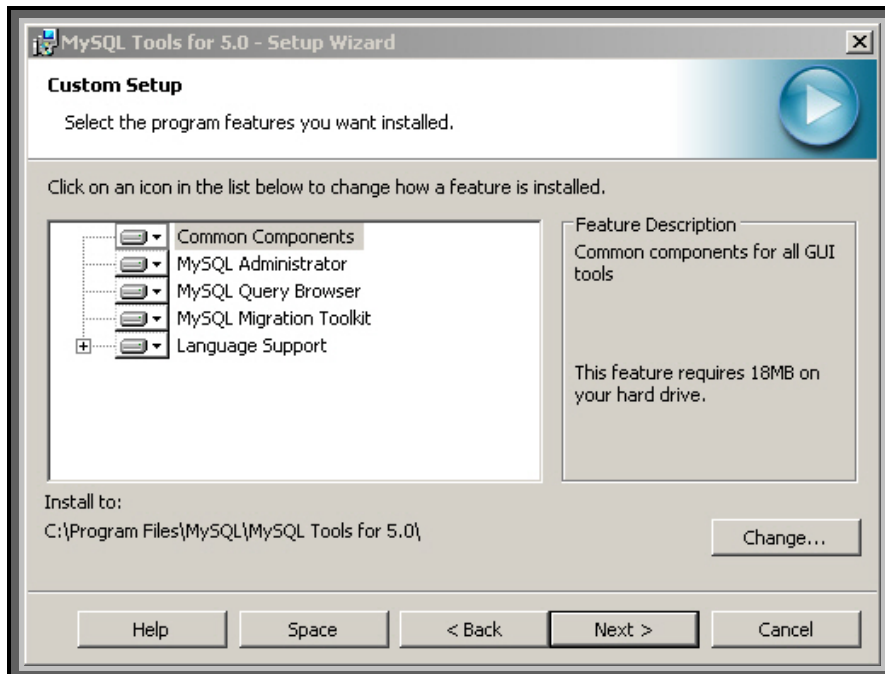 MySQL Tools for 5.0 - Setup Wizard
Custom Setup
Select the program features you want installed.
Click on an icon in the list below to change how a feature is installed.
Common Components
MySQL Administrator
MySQL Query Browser
MySQL Migration Toolkit
Language Support
Feature Description
Common components for all GUI
tools
This feature requires 18MB on
your hard drive.
Install to:
C:\Program Files\MySQL\MySQL Tools for 5.0\
Change...
Help
Space
< Back
Next >
Cancel